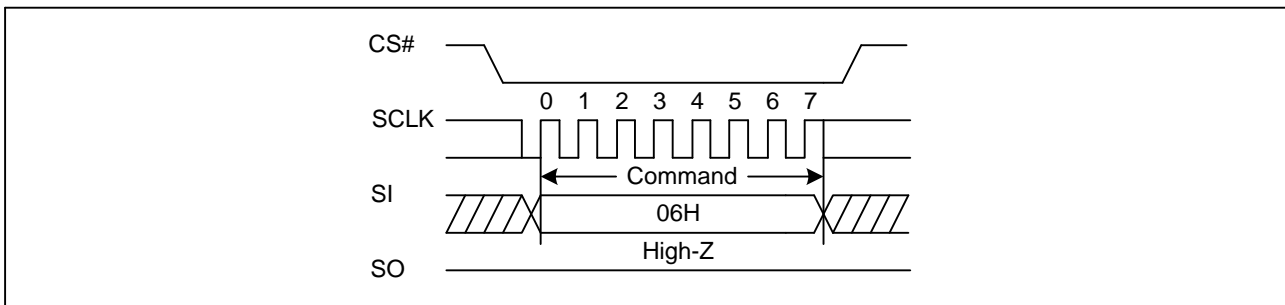 CS#
0 1 2 3 4 5 6 7
SCLK
Command
SI
06H
High-Z
SO